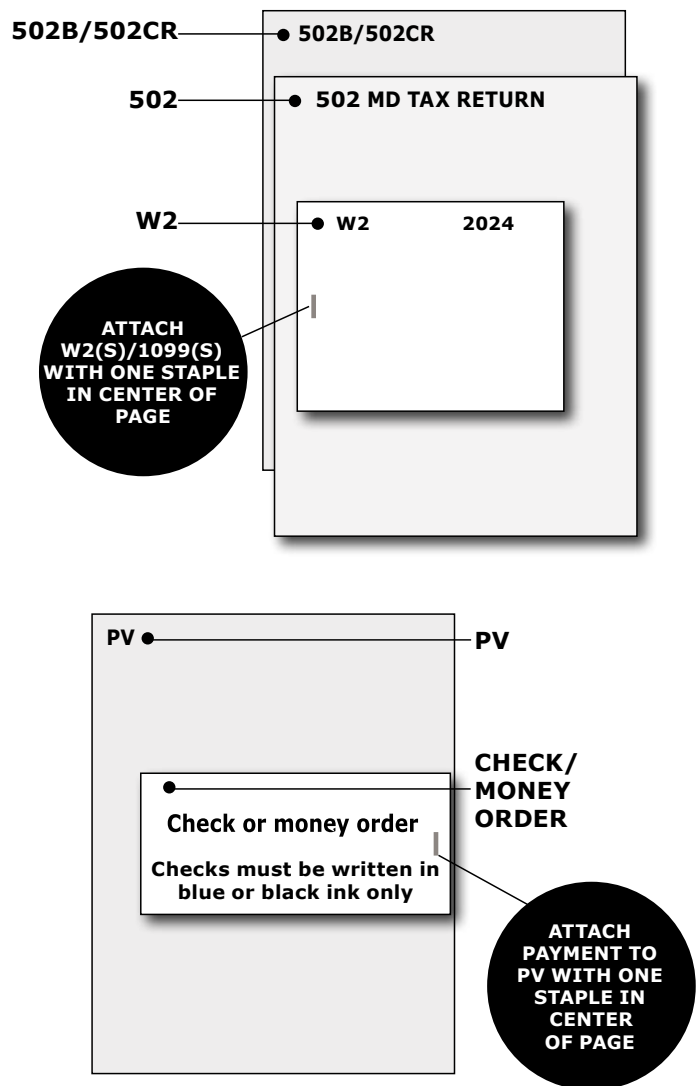 502B/502CR
502B/502CR
502
502 MD TAX RETURN
W2
W2 2024
ATTACH
W2(S)/1099(S)
WITH ONE STAPLE
IN CENTER OF
PAGE
PV
PV
CHECK/
MONEY
ORDER
Check or money order
Checks must be written in
blue or black ink only
ATTACH
PAYMENT TO
PV WITH ONE
STAPLE IN
CENTER
OF PAGE